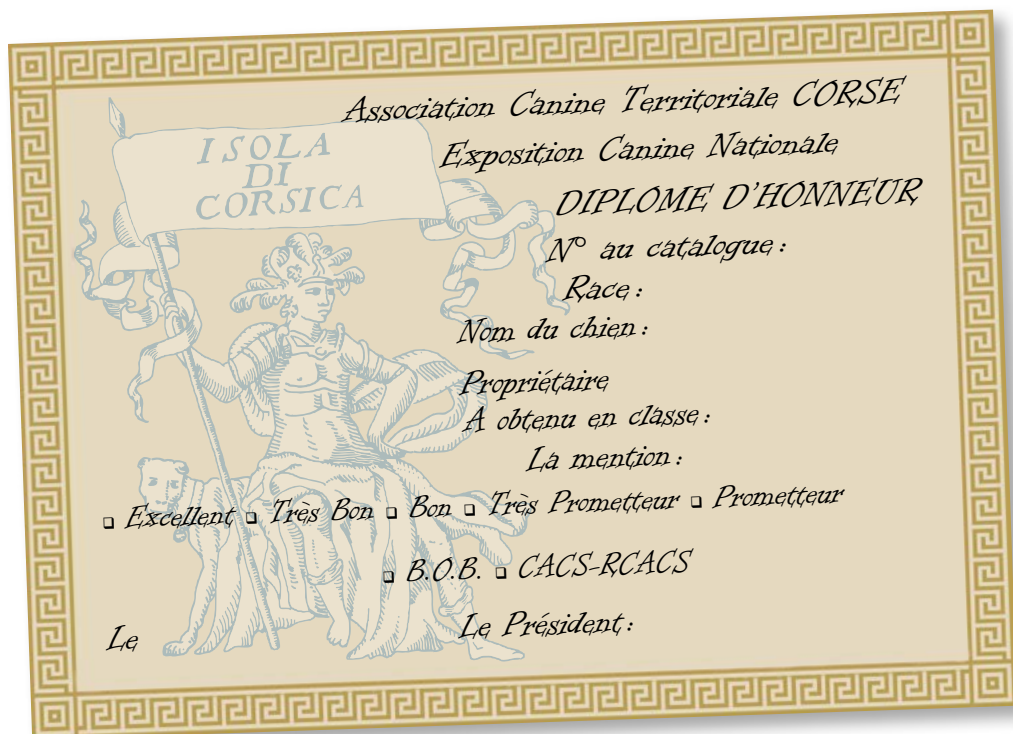 Association Canine Territoriale CORSE
ISOLA
DI
CORSICA
Exposition Canine Nationale
DIPLOME D'HONNEUR
N° au catalogue :
Race :
Nom du chien :
Propriétaire
A obtenu en classe :
La mention :
❑ Excellent ❑ Très Bon ❑ Bon ❑ Très Prometteur ❑ Prometteur
❑ B.O.B. ❑ CACS-RCACS
Le Le Président :